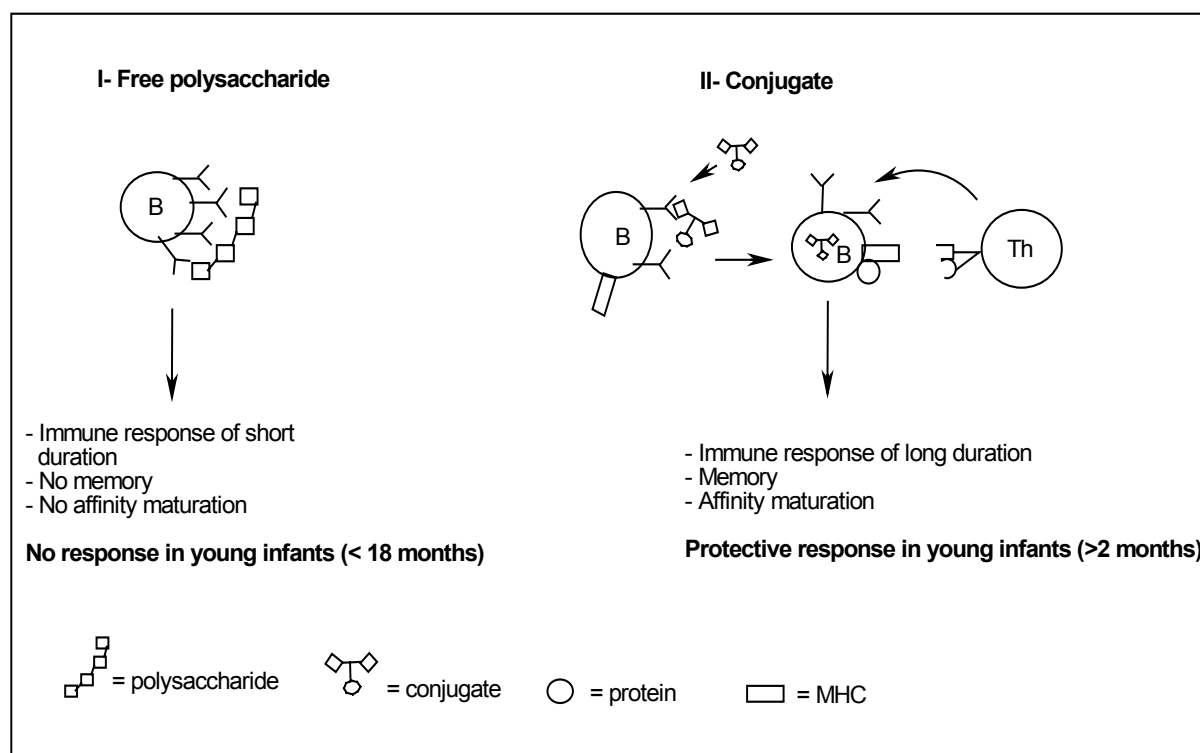 I- Free polysaccharide
B
- Immune response of short
duration
- No memory
- No affinity maturation
No response in young infants (< 18 months)
II- Conjugate
B
B
Th
- Immune response of long duration
- Memory
- Affinity maturation
Protective response in young infants (>2 months)
= polysaccharide
= conjugate
= protein
= MHC